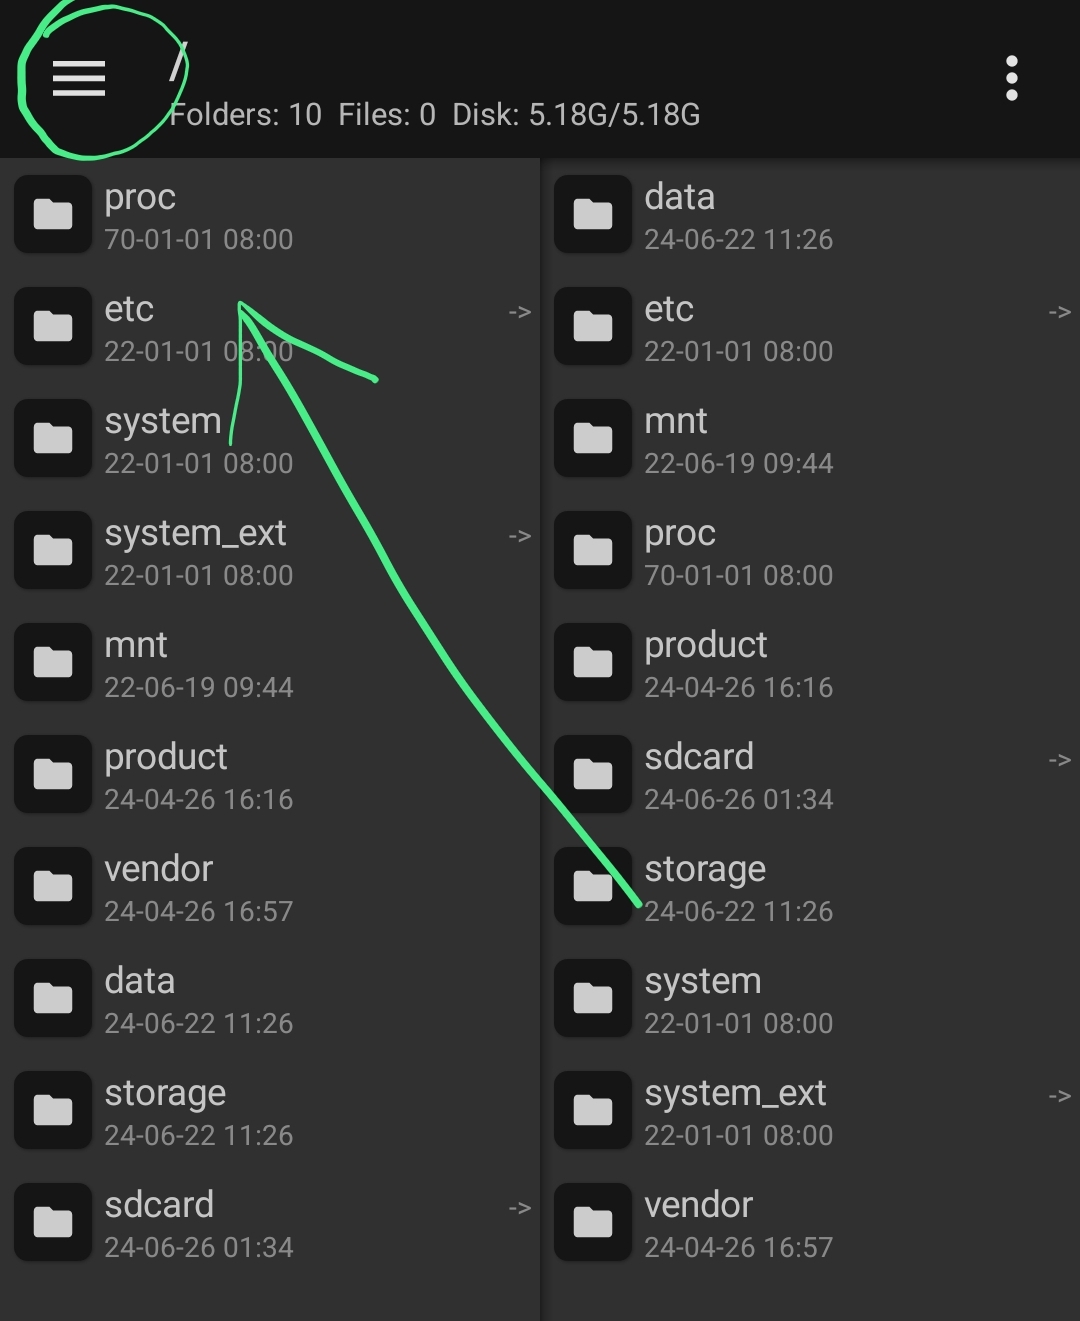 /
Folders: 10  Files: 0  Disk: 5.18G/5.18G
proc
70-01-01 08:00
etc
->
22-01-01 08:00
system
22-01-01 08:00
system_ext
->
22-01-01 08:00
mnt
22-06-19 09:44
product
24-04-26 16:16
vendor
24-04-26 16:57
data
24-06-22 11:26
storage
24-06-22 11:26
sdcard
->
24-06-26 01:34
data
24-06-22 11:26
etc
->
22-01-01 08:00
mnt
22-06-19 09:44
proc
70-01-01 08:00
product
24-04-26 16:16
sdcard
->
24-06-26 01:34
storage
24-06-22 11:26
system
22-01-01 08:00
system_ext
->
22-01-01 08:00
vendor
24-04-26 16:57